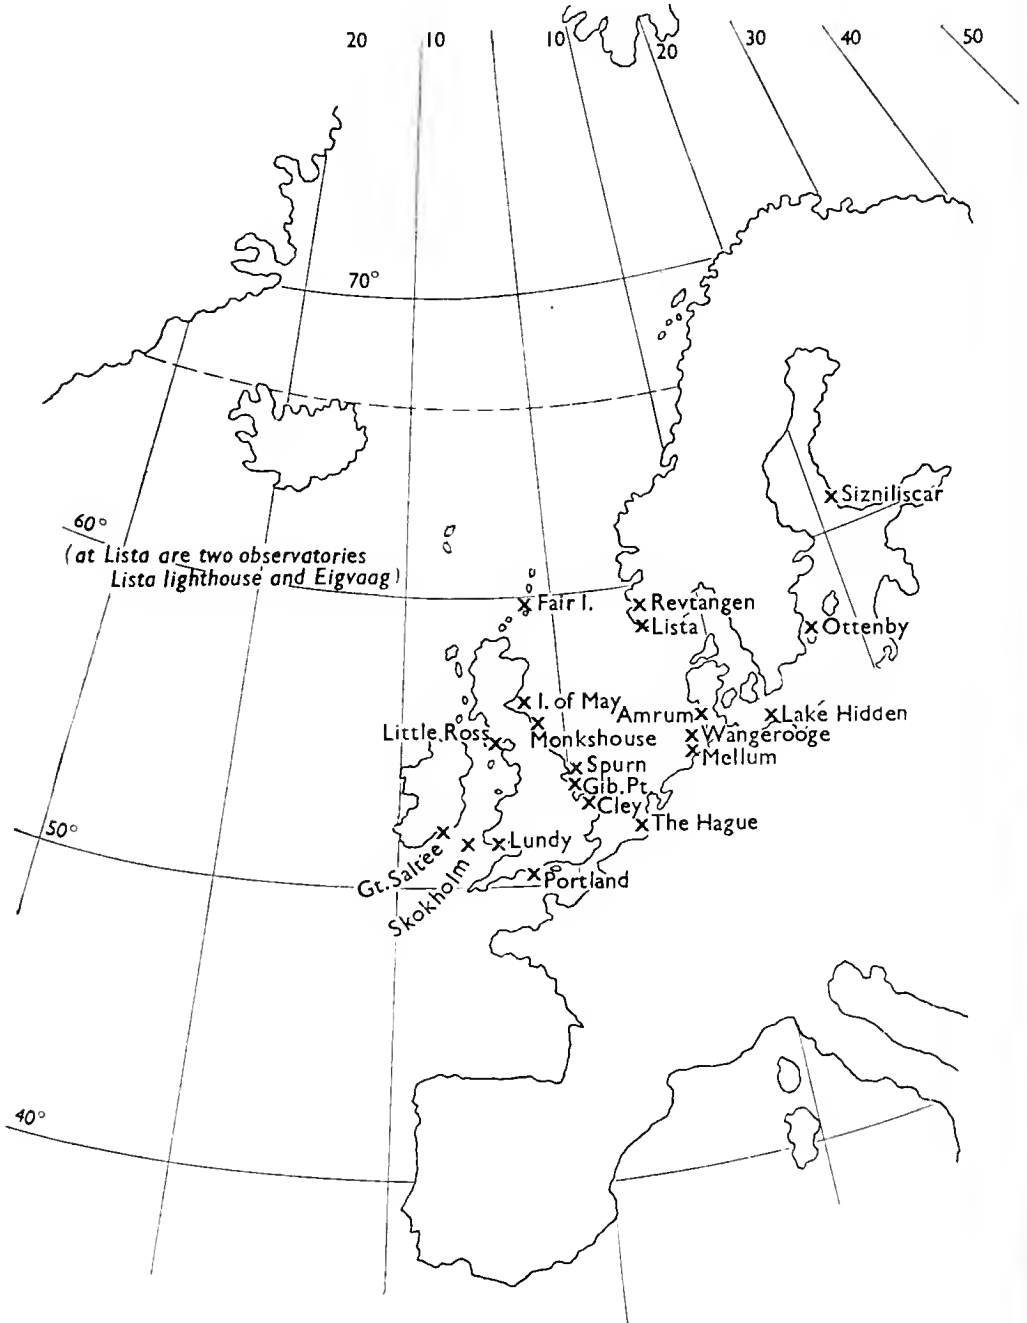 20 10 10 20 30 40 50
70°
Sizniliscar
60°
(at Lista are two observatories
Lista lighthouse and Eigvaag)
Fair I.
Revtangen
Lista
Ottenby
I. of May
Amrum
Lake Hidden
Little Ross
Monkshouse
Wangerooge
Mellum
Spurn
Gib. Pt.
Cley
The Hague
50°
Lundy
Gt. Saltee
Skokholm
Portland
40°